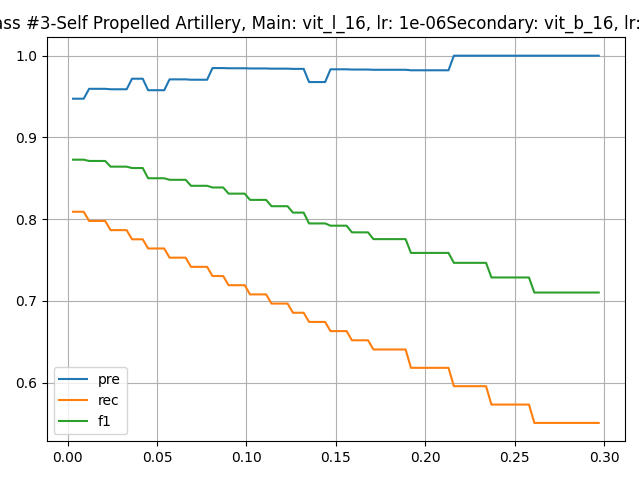 ass #3-Self Propelled Artillery, Main: vit_l_16, lr: 1e-06Secondary: vit_b_16, lr:
1.0
0.9
0.8
0.7
0.6
pre
rec
f1
0.00 0.05 0.10 0.15 0.20 0.25 0.30